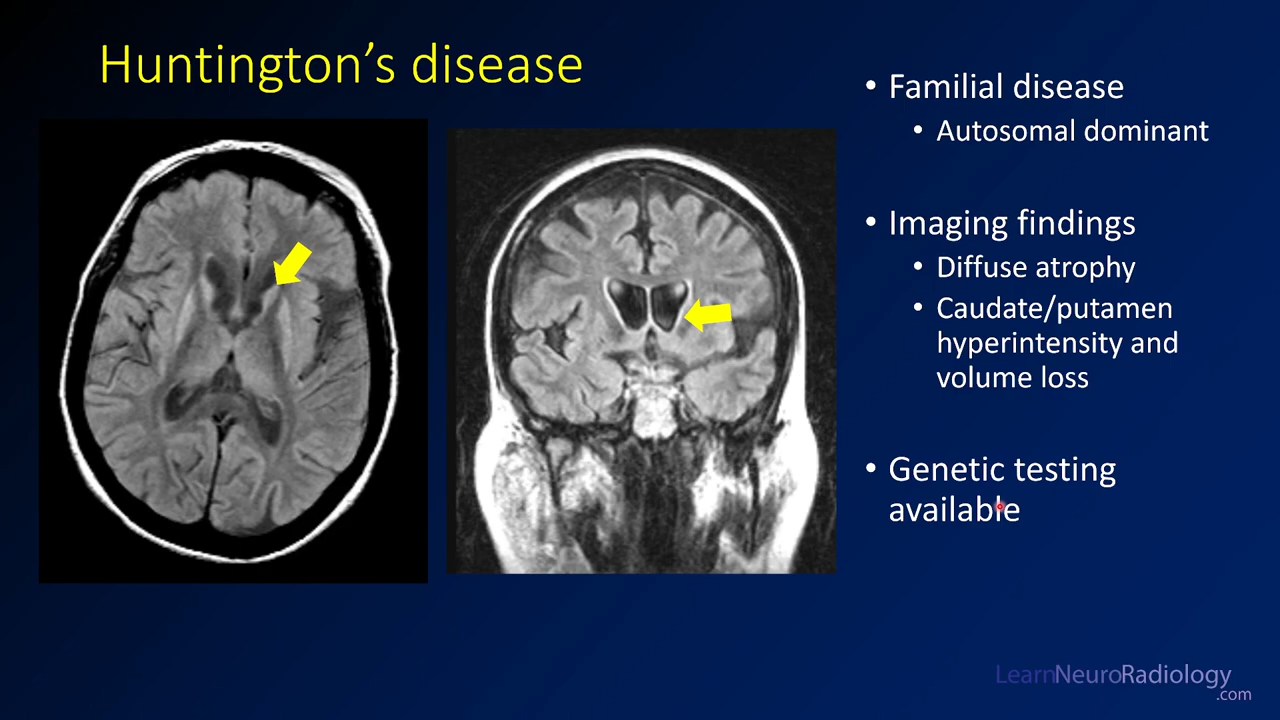 Huntington’s disease
• Familial disease
• Autosomal dominant
• Imaging findings
• Diffuse atrophy
• Caudate/putamen
hyperintensity and
volume loss
• Genetic testing
available
LearnNeuroRadiology
.com